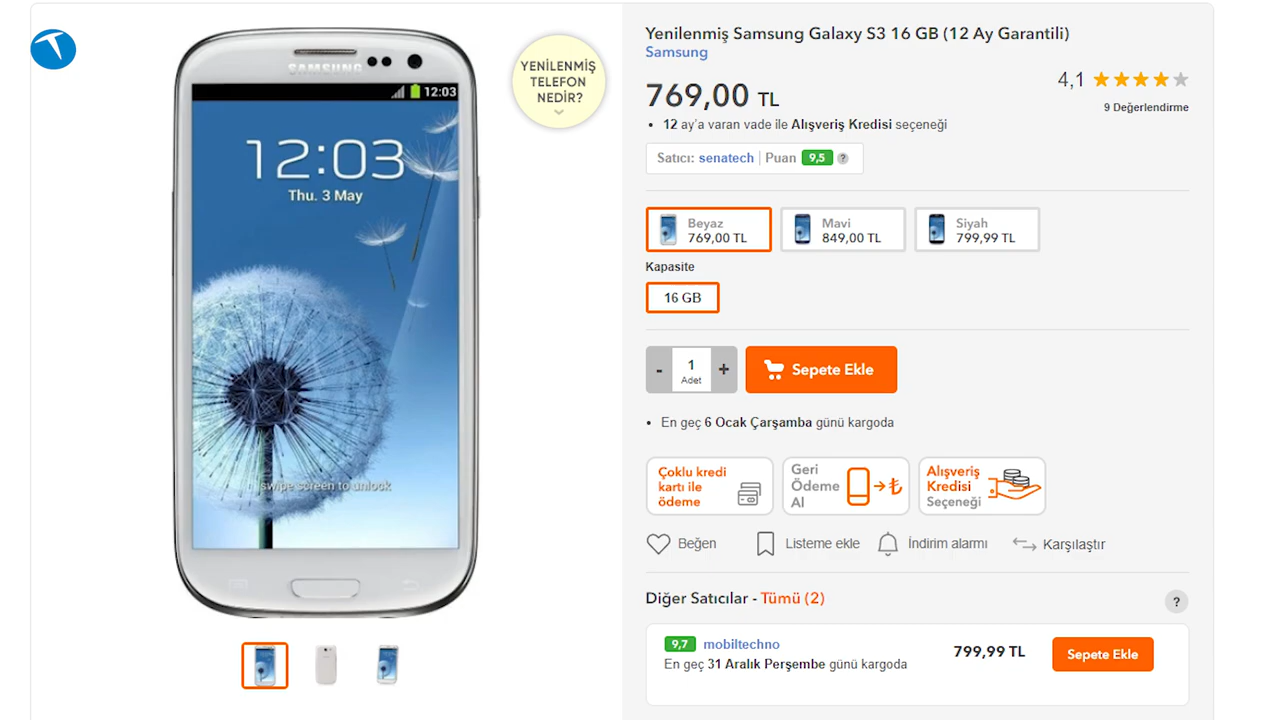 SAMSUNG
12:03
12:03
Thu. 3 May
swipe screen to unlock
YENİLENMİŞ
TELEFON
NEDİR?
Yenilenmiş Samsung Galaxy S3 16 GB (12 Ay Garantili)
Samsung
769,00 TL
4,1
9 Değerlendirme
• 12 ay'a varan vade ile Alışveriş Kredisi seçeneği
Satıcı: senatech | Puan 9,5 ?
Beyaz
769,00 TL
Mavi
849,00 TL
Siyah
799,99 TL
Kapasite
16 GB
- 1 +
Adet
Sepete Ekle
• En geç 6 Ocak Çarşamba günü kargoda
Çoklu kredi
kartı ile
ödeme
Geri
Ödeme
Al
Alışveriş
Kredisi
Seçeneği
Beğen
Listeme ekle
İndirim alarmı
Karşılaştır
Diğer Satıcılar - Tümü (2)
?
9,7 mobiltechno
En geç 31 Aralık Perşembe günü kargoda
799,99 TL
Sepete Ekle